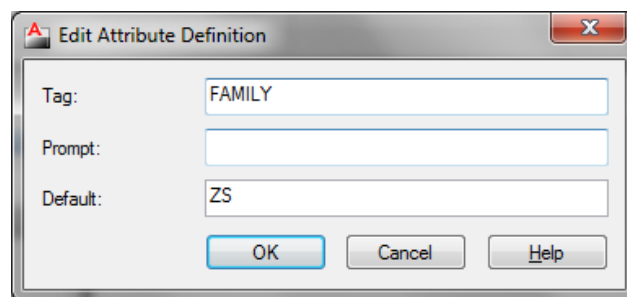 Edit Attribute Definition
Tag: FAMILY
Prompt:
Default: ZS
OK Cancel Help